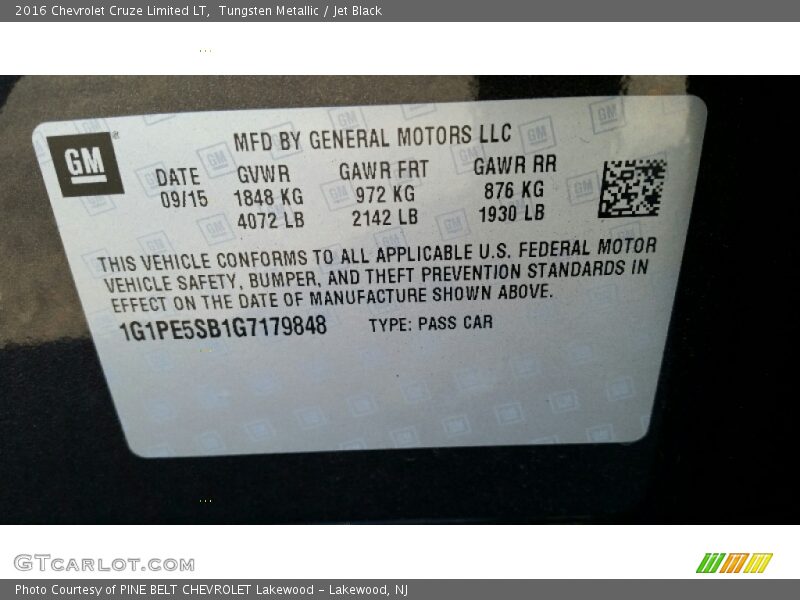 2016 Chevrolet Cruze Limited LT,  Tungsten Metallic / Jet Black
GM
MFD BY GENERAL MOTORS LLC
DATE GVWR GAWR FRT GAWR RR
09/15 1848 KG 972 KG 876 KG
4072 LB 2142 LB 1930 LB
THIS VEHICLE CONFORMS TO ALL APPLICABLE U.S. FEDERAL MOTOR
VEHICLE SAFETY, BUMPER, AND THEFT PREVENTION STANDARDS IN
EFFECT ON THE DATE OF MANUFACTURE SHOWN ABOVE.
1G1PE5SB1G7179848 TYPE: PASS CAR
GTCARLOT.COM
Photo Courtesy of PINE BELT CHEVROLET Lakewood - Lakewood, NJ